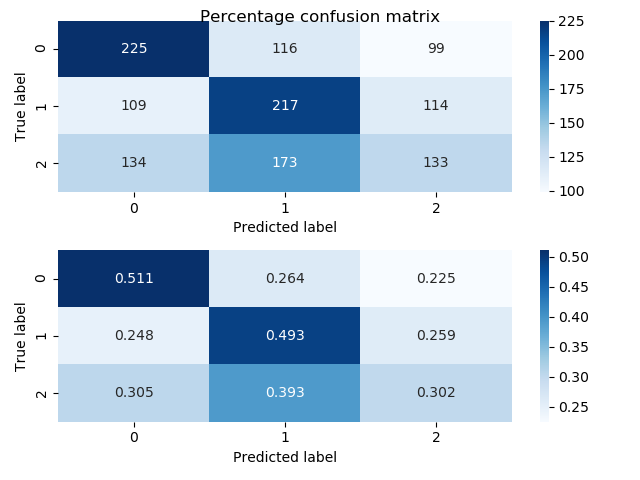 Percentage confusion matrix
True label
0 225 116 99
1 109 217 114
2 134 173 133
0 1 2
Predicted label
225
200
175
150
125
100
True label
0 0.511 0.264 0.225
1 0.248 0.493 0.259
2 0.305 0.393 0.302
0 1 2
Predicted label
0.50
0.45
0.40
0.35
0.30
0.25